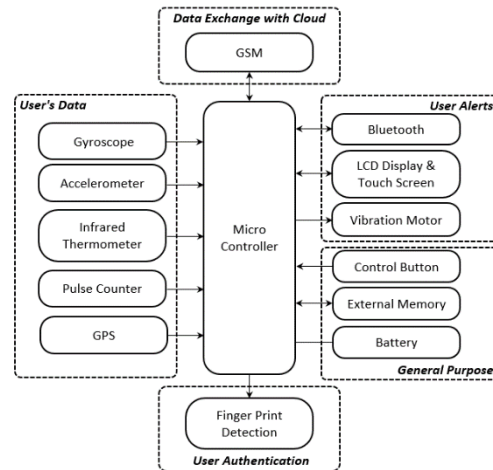 Data Exchange with Cloud
GSM
User's Data
Gyroscope
Accelerometer
Infrared
Thermometer
Pulse Counter
GPS
Micro
Controller
User Alerts
Bluetooth
LCD Display &
Touch Screen
Vibration Motor
Control Button
External Memory
Battery
General Purpose
Finger Print
Detection
User Authentication